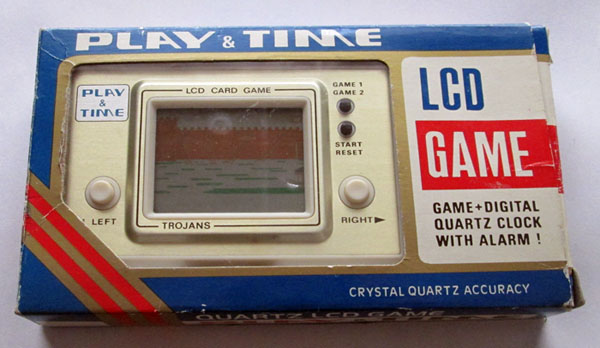 PLAY & TIME
PLAY
&
TIME
LCD CARD GAME
GAME 1
GAME 2
START
RESET
LEFT
RIGHT▶
TROJANS
LCD
GAME
GAME+DIGITAL
QUARTZ CLOCK
WITH ALARM !
CRYSTAL QUARTZ ACCURACY
QUARTZ LCD GAME